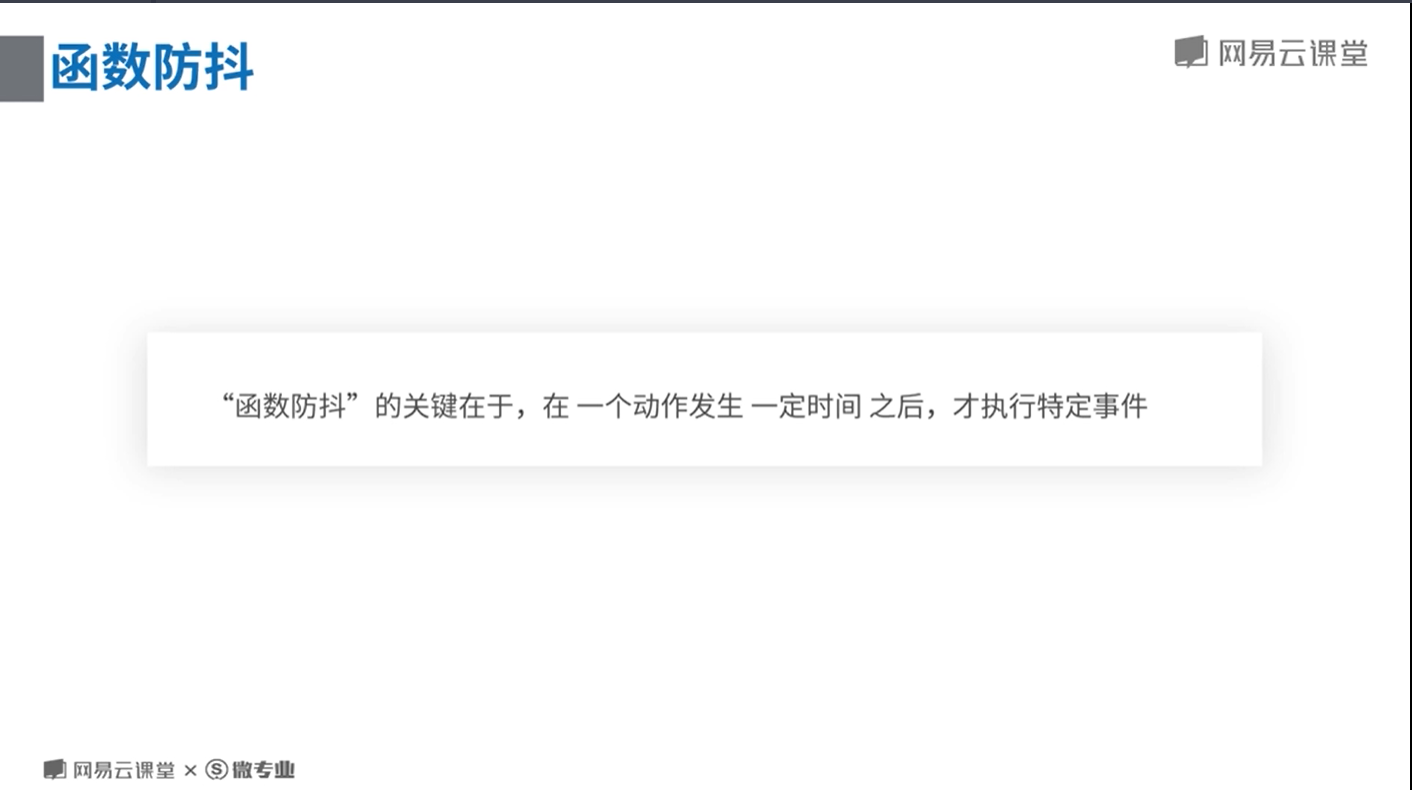 函数防抖
网易云课堂
“函数防抖”的关键在于，在 一个动作发生 一定时间 之后，才执行特定事件
网易云课堂 × S 微专业